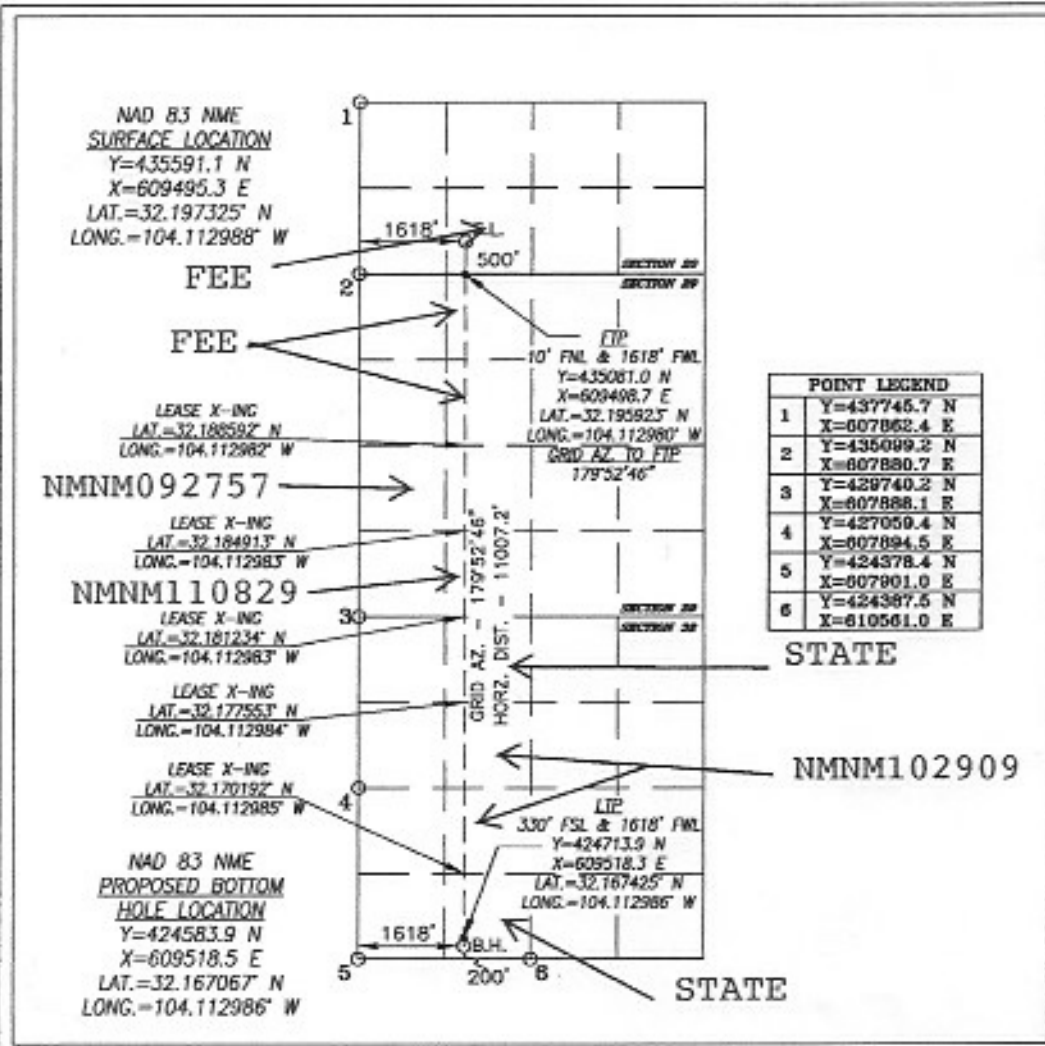 NAD 83 NME
SURFACE LOCATION
Y=435591.1 N
X=609495.3 E
LAT.=32.197325° N
LONG.=104.112988° W
FEE
FEE
1
1618'
500'
2
FTP
10' FNL & 1618' FWL
Y=435081.0 N
X=609498.7 E
LAT.=32.195923° N
LONG.=104.112980° W
GRID AZ. TO FTP
179°52'46"
LEASE X-ING
LAT.=32.188592° N
LONG.=104.112982° W
NMNM092757
LEASE X-ING
LAT.=32.184913° N
LONG.=104.112983° W
NMNM110829
LEASE X-ING
LAT.=32.181234° N
LONG.=104.112983° W
3
LEASE X-ING
LAT.=32.177553° N
LONG.=104.112984° W
LEASE X-ING
LAT.=32.170192° N
LONG.=104.112985° W
4
GRID AZ. - 179°52'46"
HORZ. DIST. - 11007.2'
POINT LEGEND
1 Y=437745.7 N
X=607862.4 E
2 Y=435099.2 N
X=607880.7 E
3 Y=429740.2 N
X=607888.1 E
4 Y=427059.4 N
X=607894.5 E
5 Y=424378.4 N
X=607901.0 E
6 Y=424387.5 N
X=610561.0 E
STATE
NMNM102909
LTP
330' FSL & 1618' FWL
Y=424713.9 N
X=609518.3 E
LAT.=32.167425° N
LONG.=104.112986° W
NAD 83 NME
PROPOSED BOTTOM
HOLE LOCATION
Y=424583.9 N
X=609518.5 E
LAT.=32.167067° N
LONG.=104.112986° W
1618'
B.H.
5
200'
6
STATE